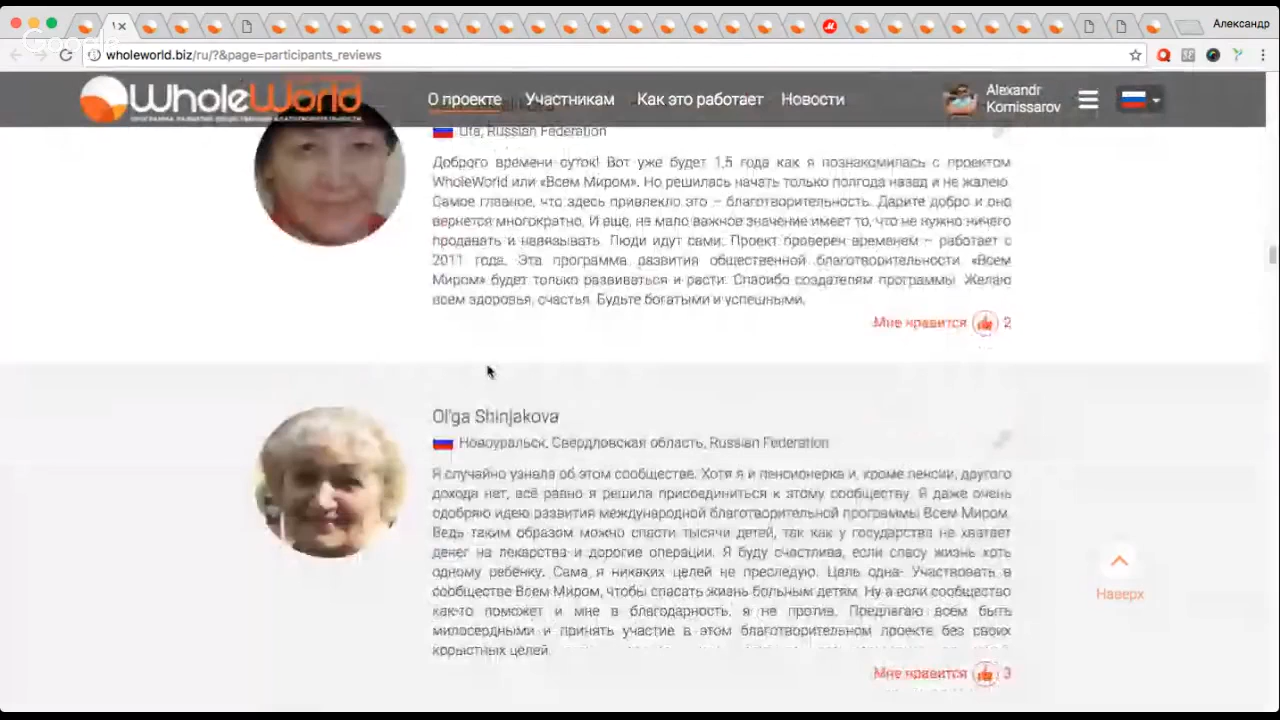 Александр
Google
wholeworld.biz/ru/?&page=participants_reviews
WholeWorld
ПРОГРАММА РАЗВИТИЯ ОБЩЕСТВЕННОЙ БЛАГОТВОРИТЕЛЬНОСТИ
О проекте Участникам Как это работает Новости
Alexandr
Komissarov
Ufa, Russian Federation
Доброго времени суток! Вот уже будет 1,5 года как я познакомилась с проектом
WholeWorld или «Всем Миром». Но решилась начать только полгода назад и не жалею.
Самое главное, что здесь привлекло это – благотворительность. Дарите добро и оно
вернется многократно. И еще, не мало важное значение имеет то, что не нужно ничего
продавать и навязывать. Люди идут сами. Проект проверен временем – работает с
2011 года. Эта программа развития общественной благотворительности «Всем
Миром» будет только развиваться и расти. Спасибо создателям программы. Желаю
всем здоровья, счастья. Будьте богатыми и успешными.
Мне нравится 2
Ol'ga Shinjakova
Новоуральск, Свердловская область, Russian Federation
Я случайно узнала об этом сообществе. Хотя я и пенсионерка и, кроме пенсии, другого
дохода нет, всё равно я решила присоединиться к этому сообществу. Я даже очень
одобряю идею развития международной благотворительной программы Всем Миром.
Ведь таким образом можно спасти тысячи детей, так как у государства не хватает
денег на лекарства и дорогие операции. Я буду счастлива, если спасу жизнь хоть
одному ребёнку. Сама я никаких целей не преследую. Цель одна- Участвовать в
сообществе Всем Миром, чтобы спасать жизнь больным детям. Ну а если сообщество
как-то поможет и мне в благодарность, я не против. Предлагаю всем быть
милосердными и принять участие в этом благотворительном проекте без своих
корыстных целей.
Мне нравится 3
Наверх